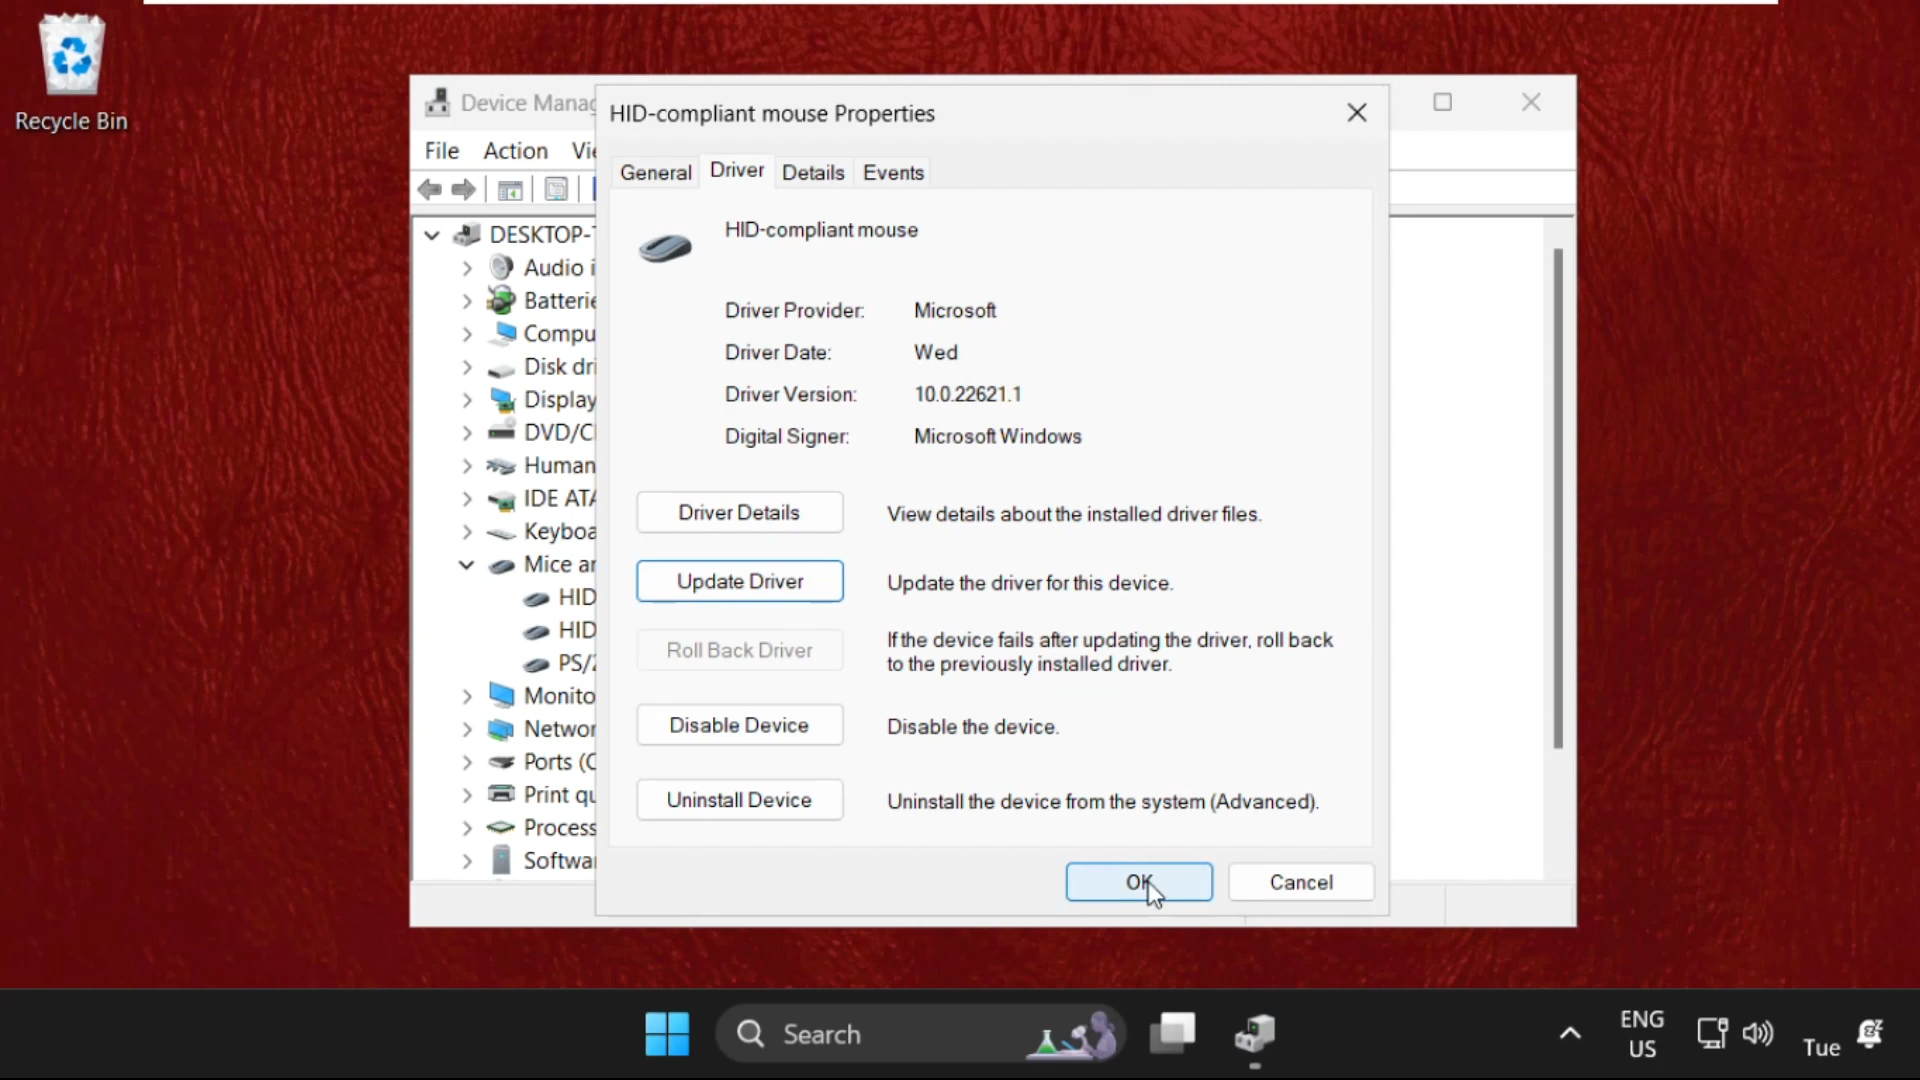 Recycle Bin
Device Manag
HID-compliant mouse Properties
File Action Vi
General Driver Details Events
HID-compliant mouse
Driver Provider: Microsoft
Driver Date: Wed
Driver Version: 10.0.22621.1
Digital Signer: Microsoft Windows
Driver Details View details about the installed driver files.
Update Driver Update the driver for this device.
Roll Back Driver If the device fails after updating the driver, roll back
to the previously installed driver.
Disable Device Disable the device.
Uninstall Device Uninstall the device from the system (Advanced).
OK Cancel
DESKTOP-
Audio i
Batterie
Compu
Disk dri
Display
DVD/C
Human
IDE ATA
Keyboa
Mice an
HID
HID
PS/2
Monito
Networ
Ports (C
Print qu
Process
Softwa
Search
ENG
US
Tue